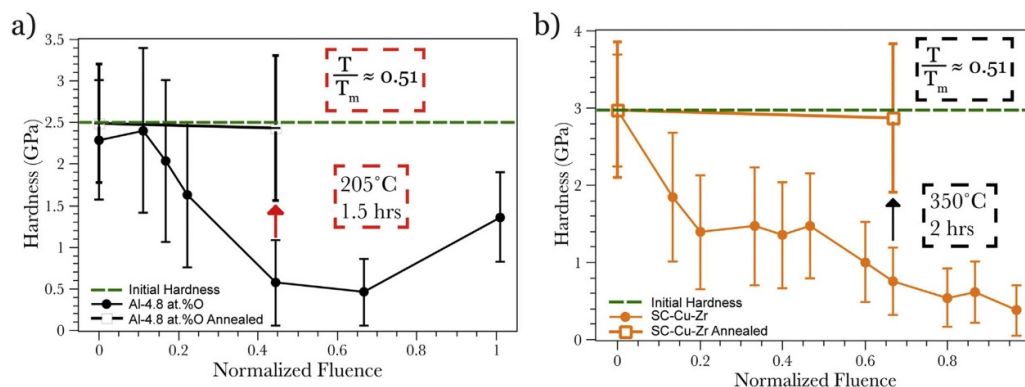 a)
Hardness (GPa)
3.5
3
2.5
2
1.5
1
0.5
0
T
T_m ≈ 0.51
205°C
1.5 hrs
Initial Hardness
Al-4.8 at.%O
Al-4.8 at.%O Annealed
0 0.2 0.4 0.6 0.8 1
Normalized Fluence
b)
Hardness (GPa)
4
3
2
1
0
T
T_m ≈ 0.51
350°C
2 hrs
Initial Hardness
SC-Cu-Zr
SC-Cu-Zr Annealed
0.0 0.2 0.4 0.6 0.8
Normalized Fluence